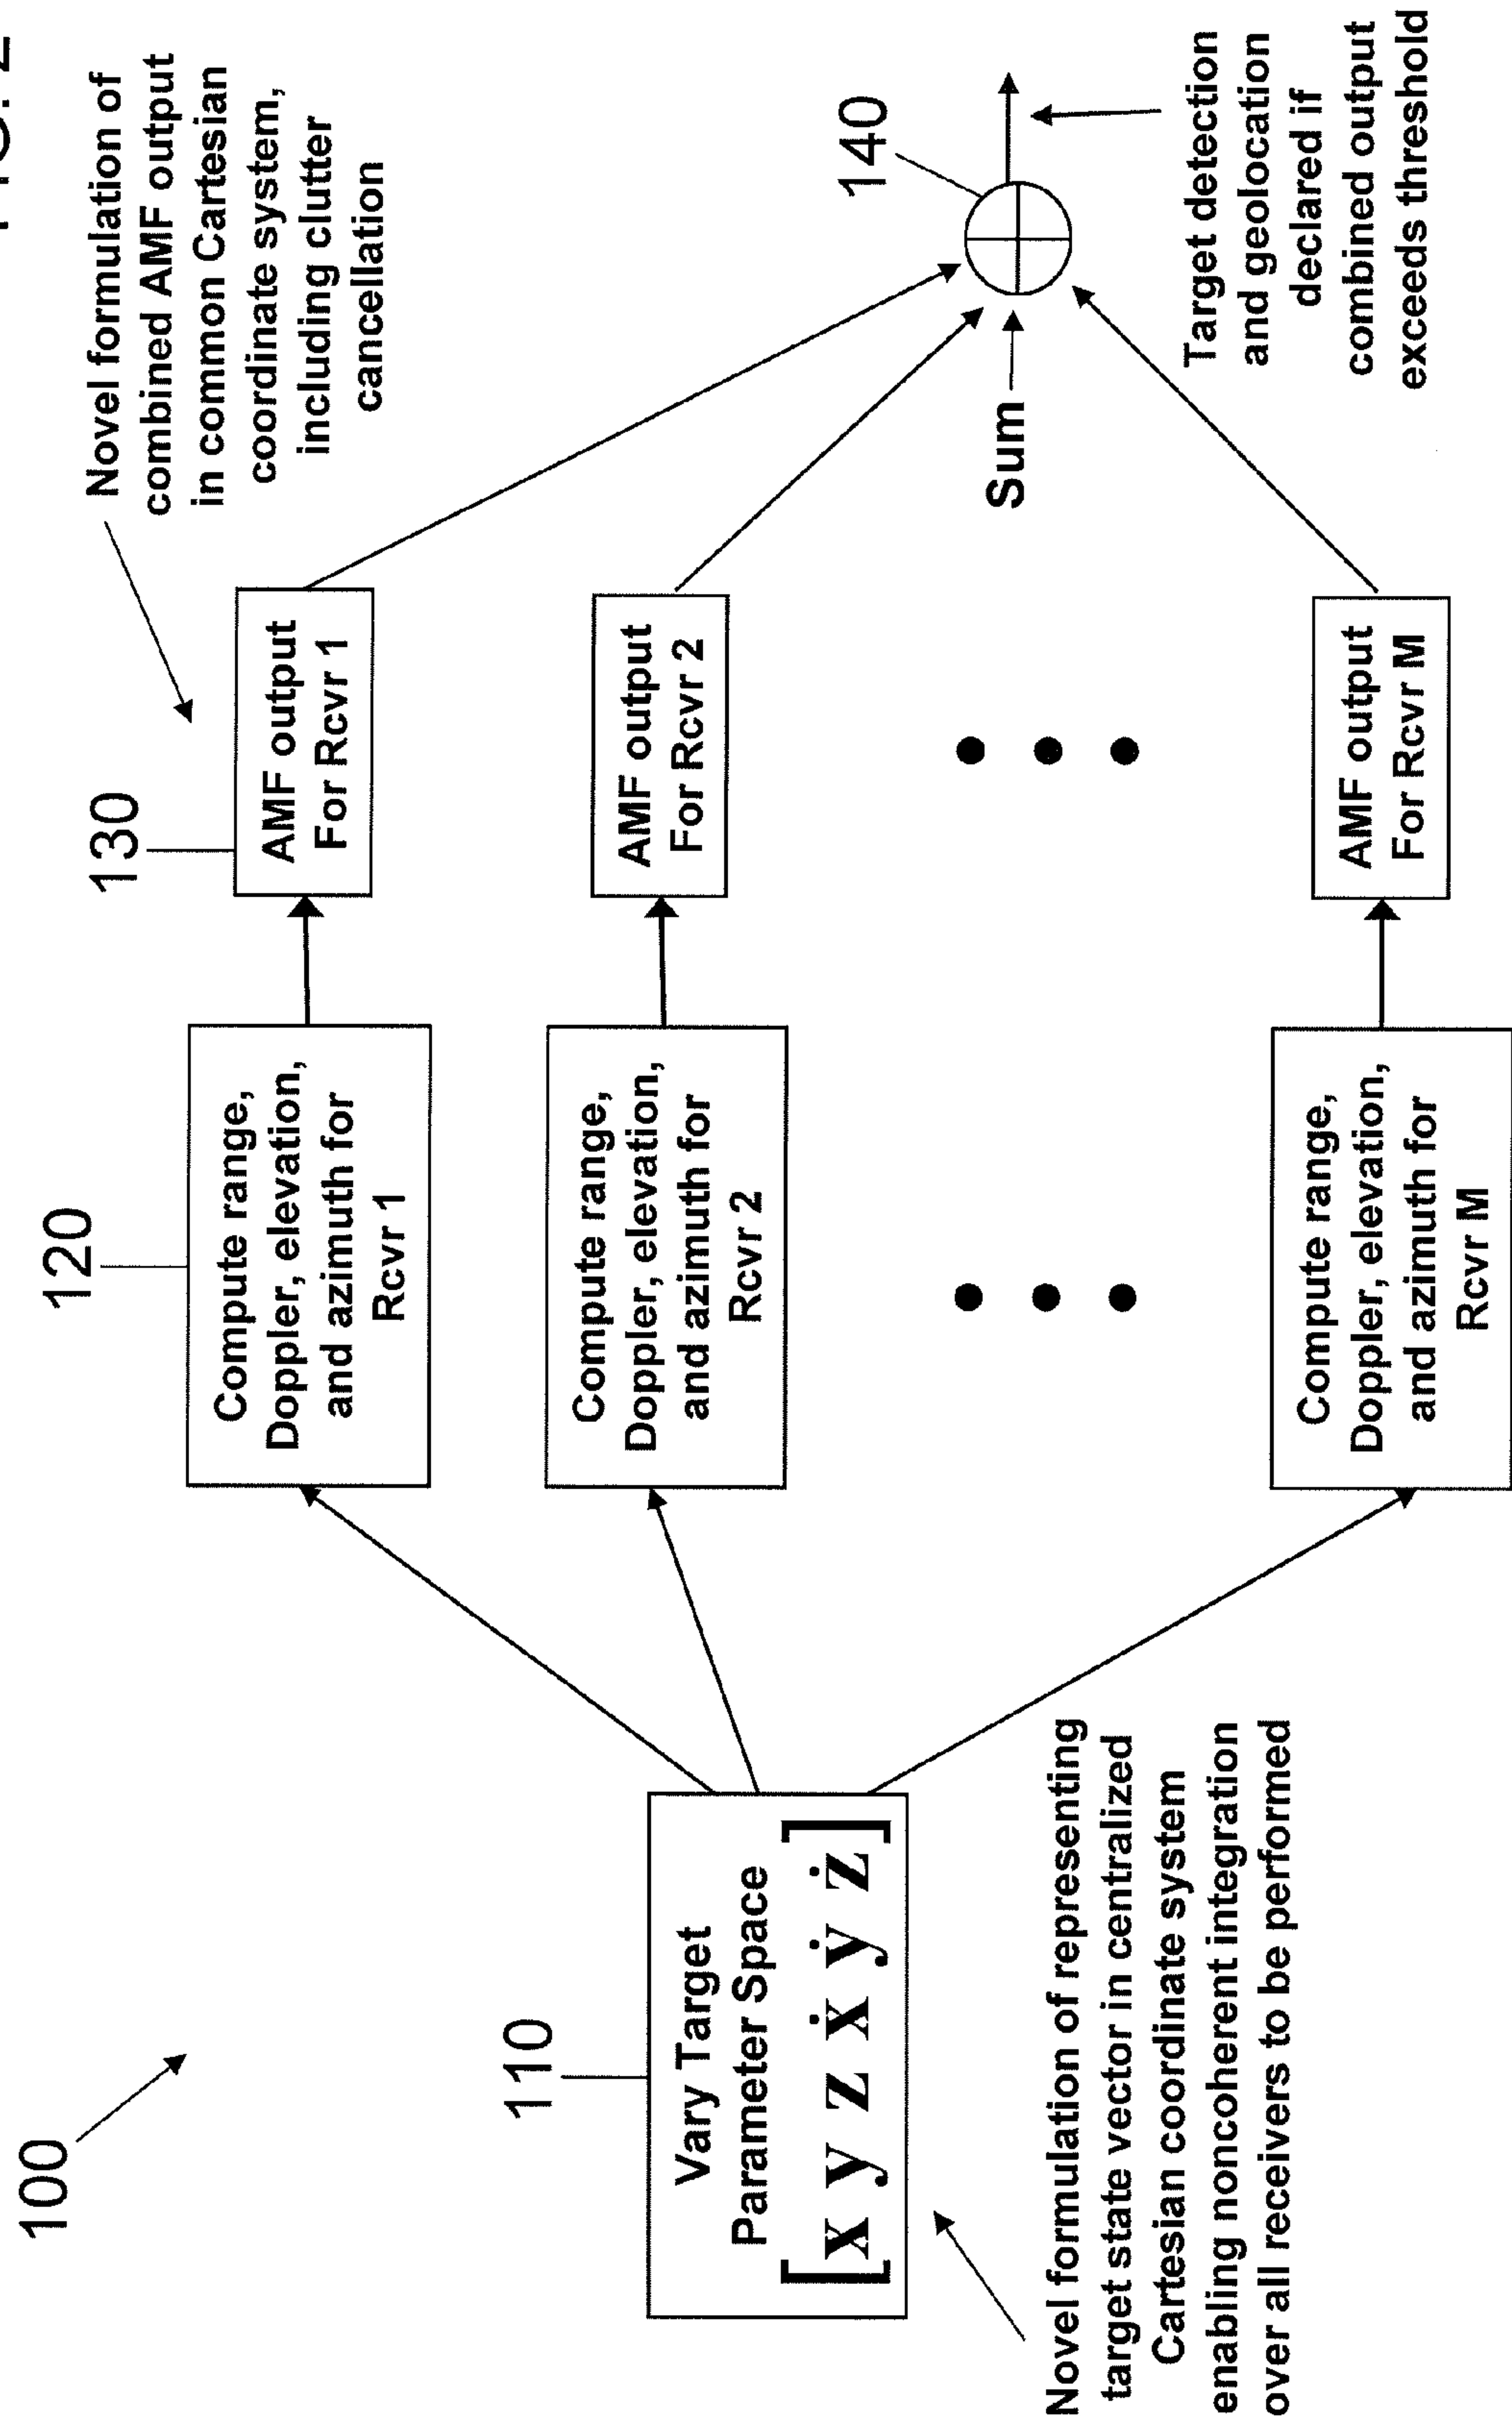 100
110
Vary Target
Parameter Space
[x y z ẋ ẏ ż]
Novel formulation of representing
target state vector in centralized
Cartesian coordinate system
enabling noncoherent integration
over all receivers to be performed
120
Compute range,
Doppler, elevation,
and azimuth for
Rcvr 1
Compute range,
Doppler, elevation,
and azimuth for
Rcvr 2
Compute range,
Doppler, elevation,
and azimuth for
Rcvr M
130
AMF output
For Rcvr 1
AMF output
For Rcvr 2
AMF output
For Rcvr M
Novel formulation of
combined AMF output
in common Cartesian
coordinate system,
including clutter
cancellation
140
Sum
Target detection
and geolocation
declared if
combined output
exceeds threshold